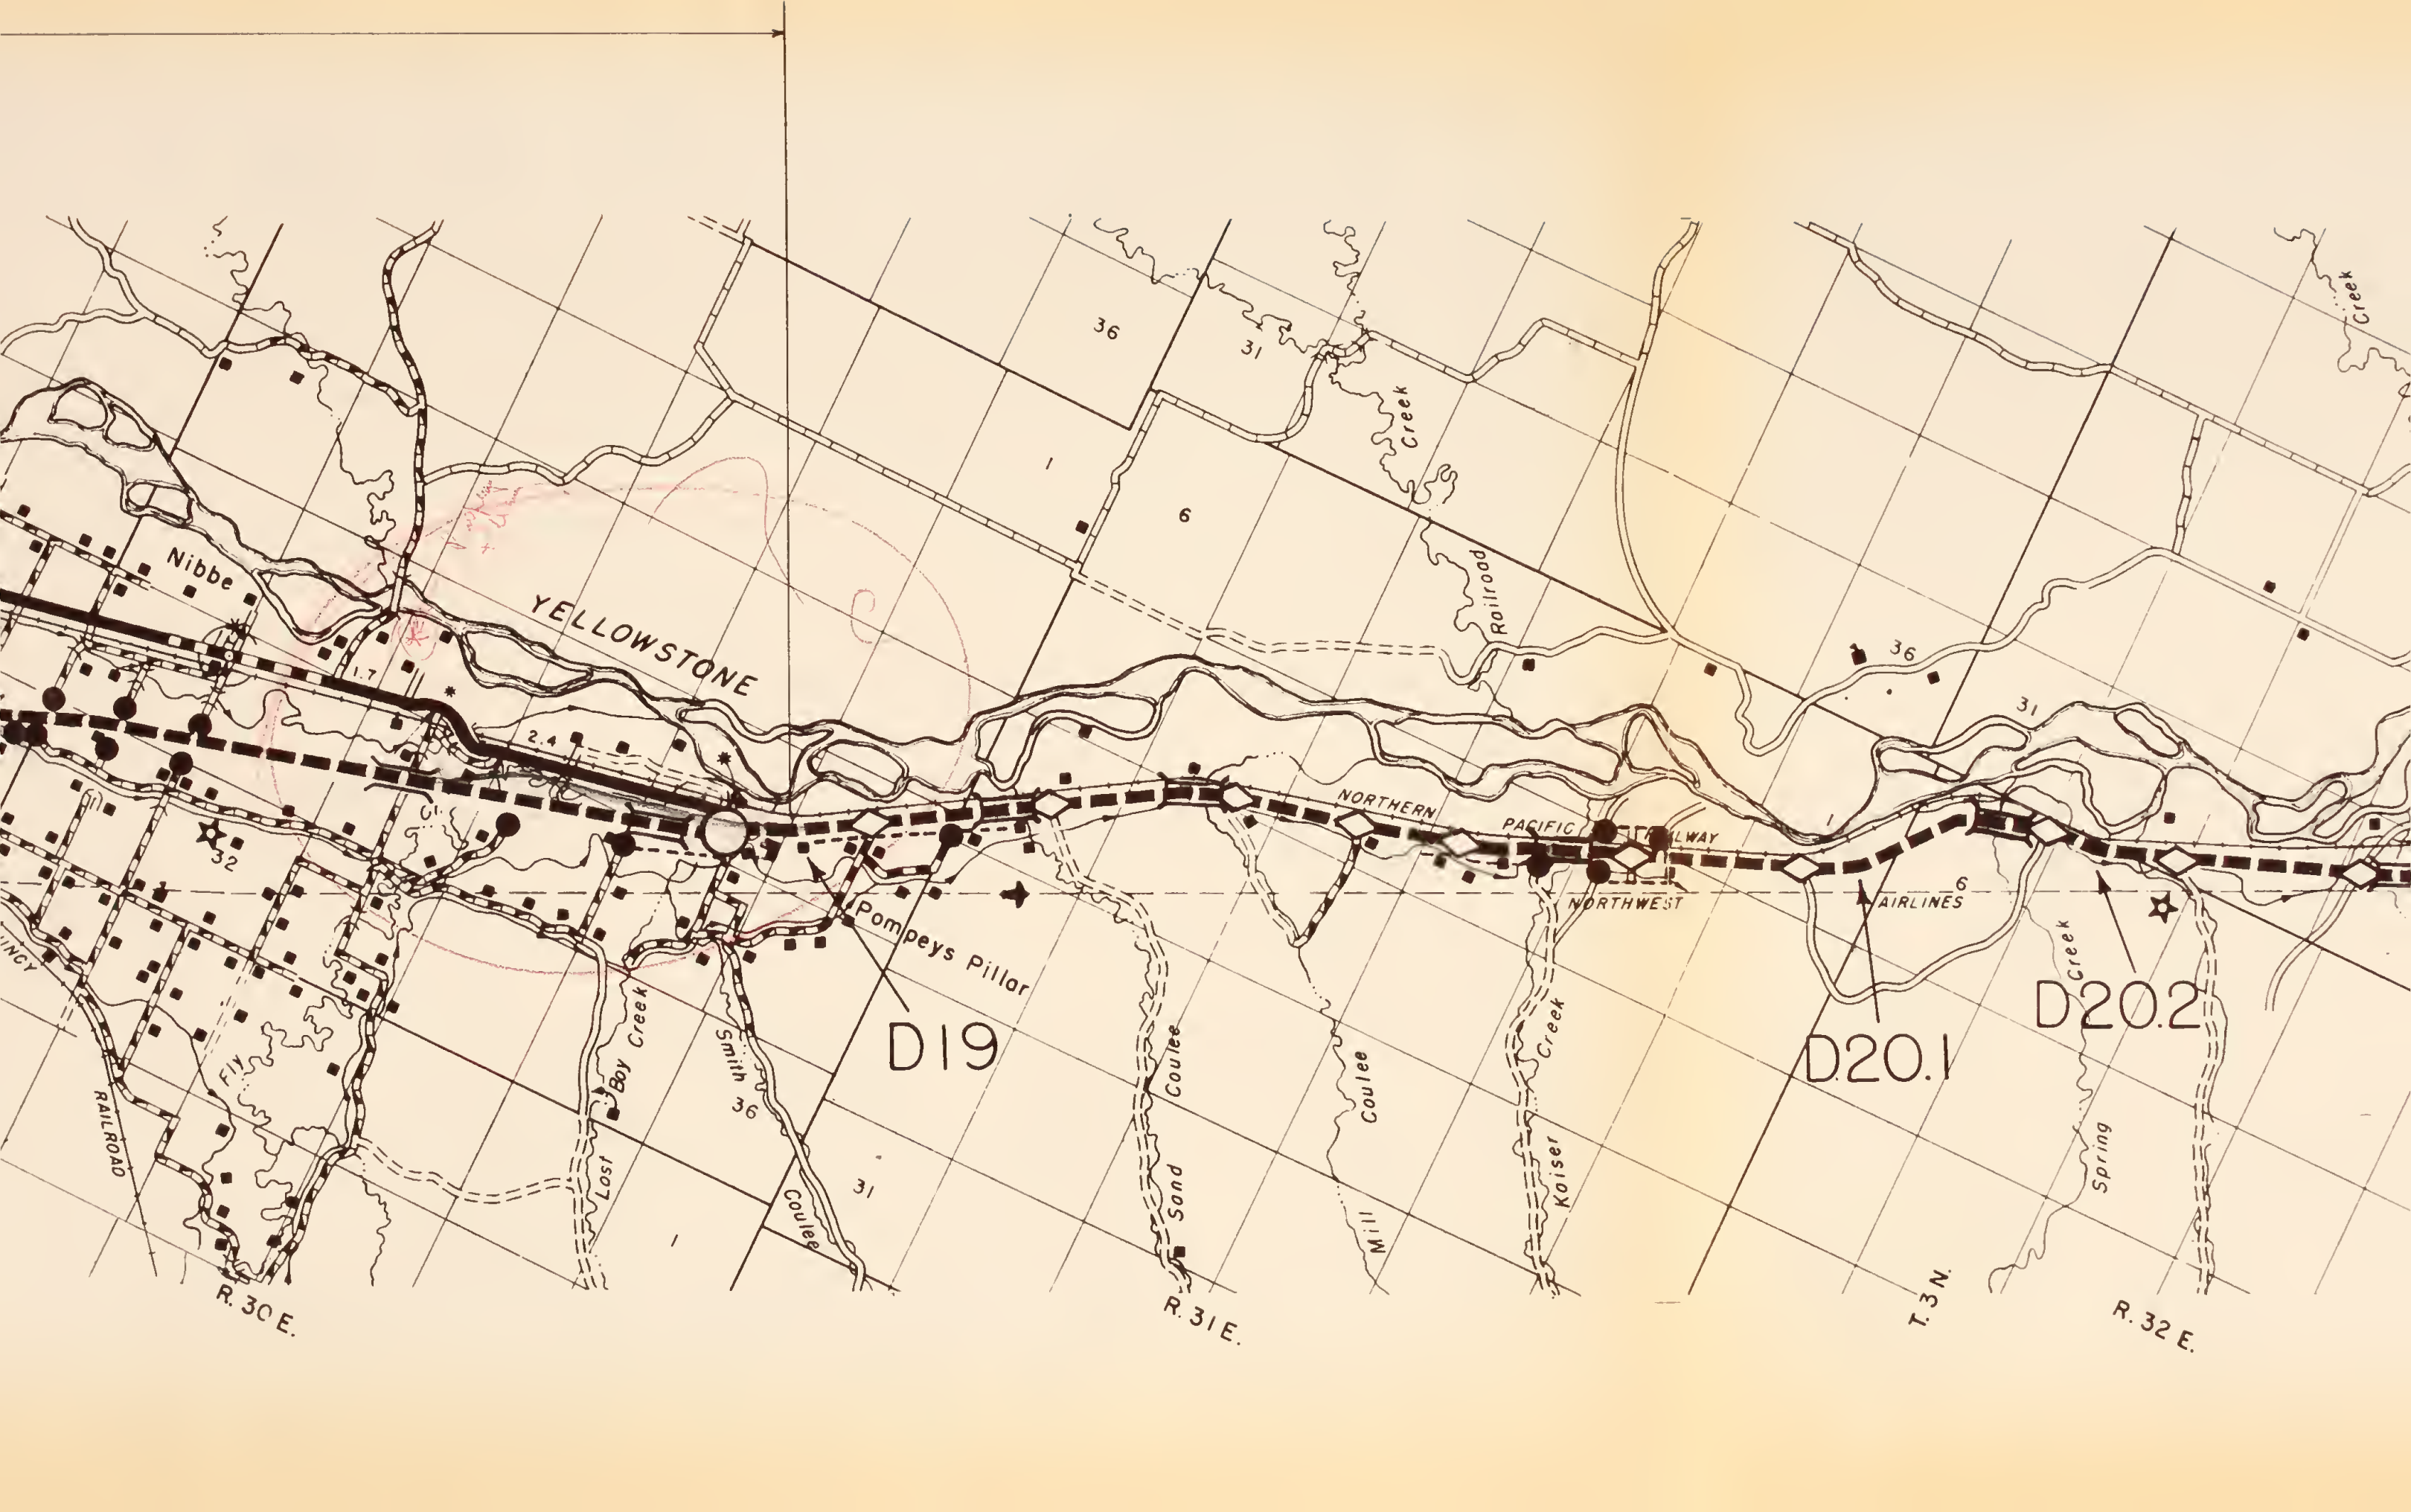 36
31
Creek
Creek
1
6
Nibbe
YELLOWSTONE
Railroad
36
31
1.7
2.4
NORTHERN
PACIFIC
RAILWAY
1
32
6
NORTHWEST
AIRLINES
Pompeys Pillar
Creek
D19
D20.1
D20.2
Fly
RAILROAD
Lost Boy Creek
Smith Coulee
36
31
1
Sand Coulee
Mill Coulee
Kaiser Creek
Spring
R. 30 E.
R. 31 E.
T. 3 N.
R. 32 E.